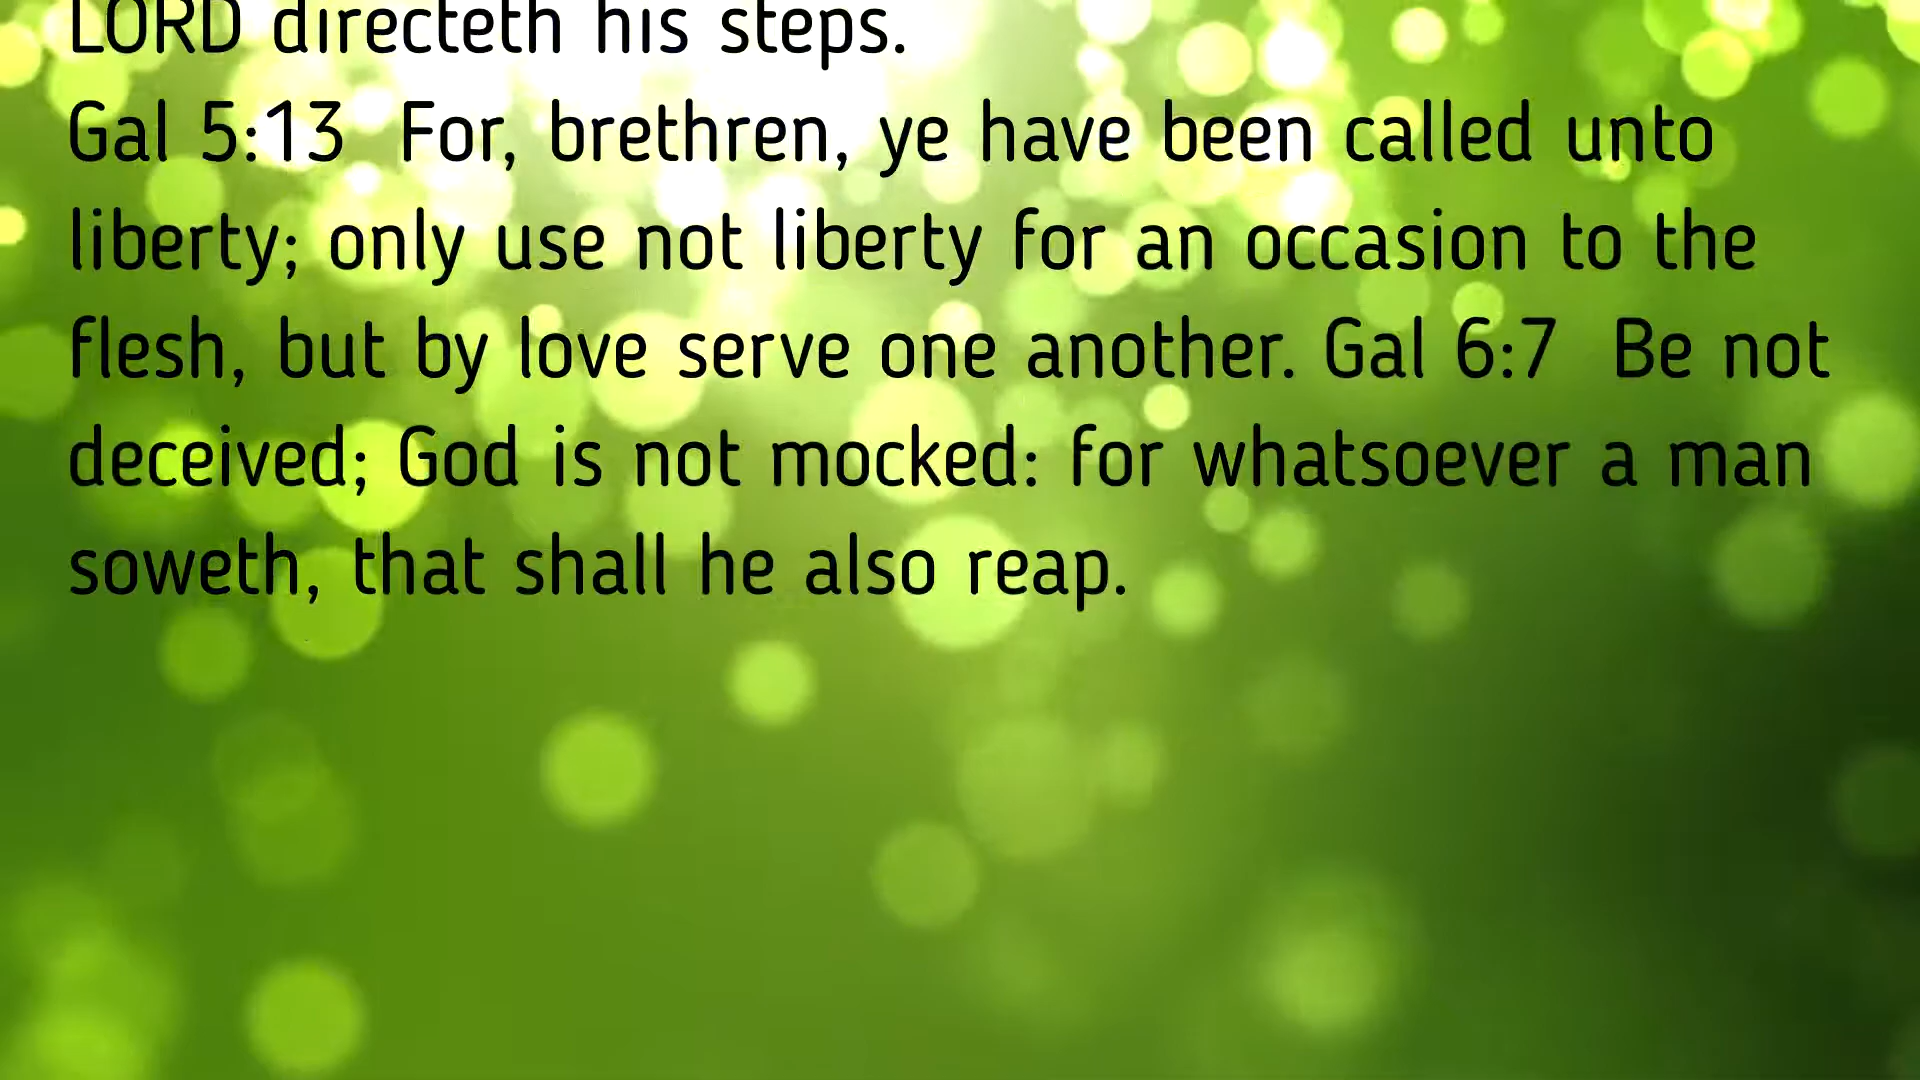 LORD directeth his steps.
Gal 5:13  For, brethren, ye have been called unto
liberty; only use not liberty for an occasion to the
flesh, but by love serve one another. Gal 6:7  Be not
deceived; God is not mocked: for whatsoever a man
soweth, that shall he also reap.